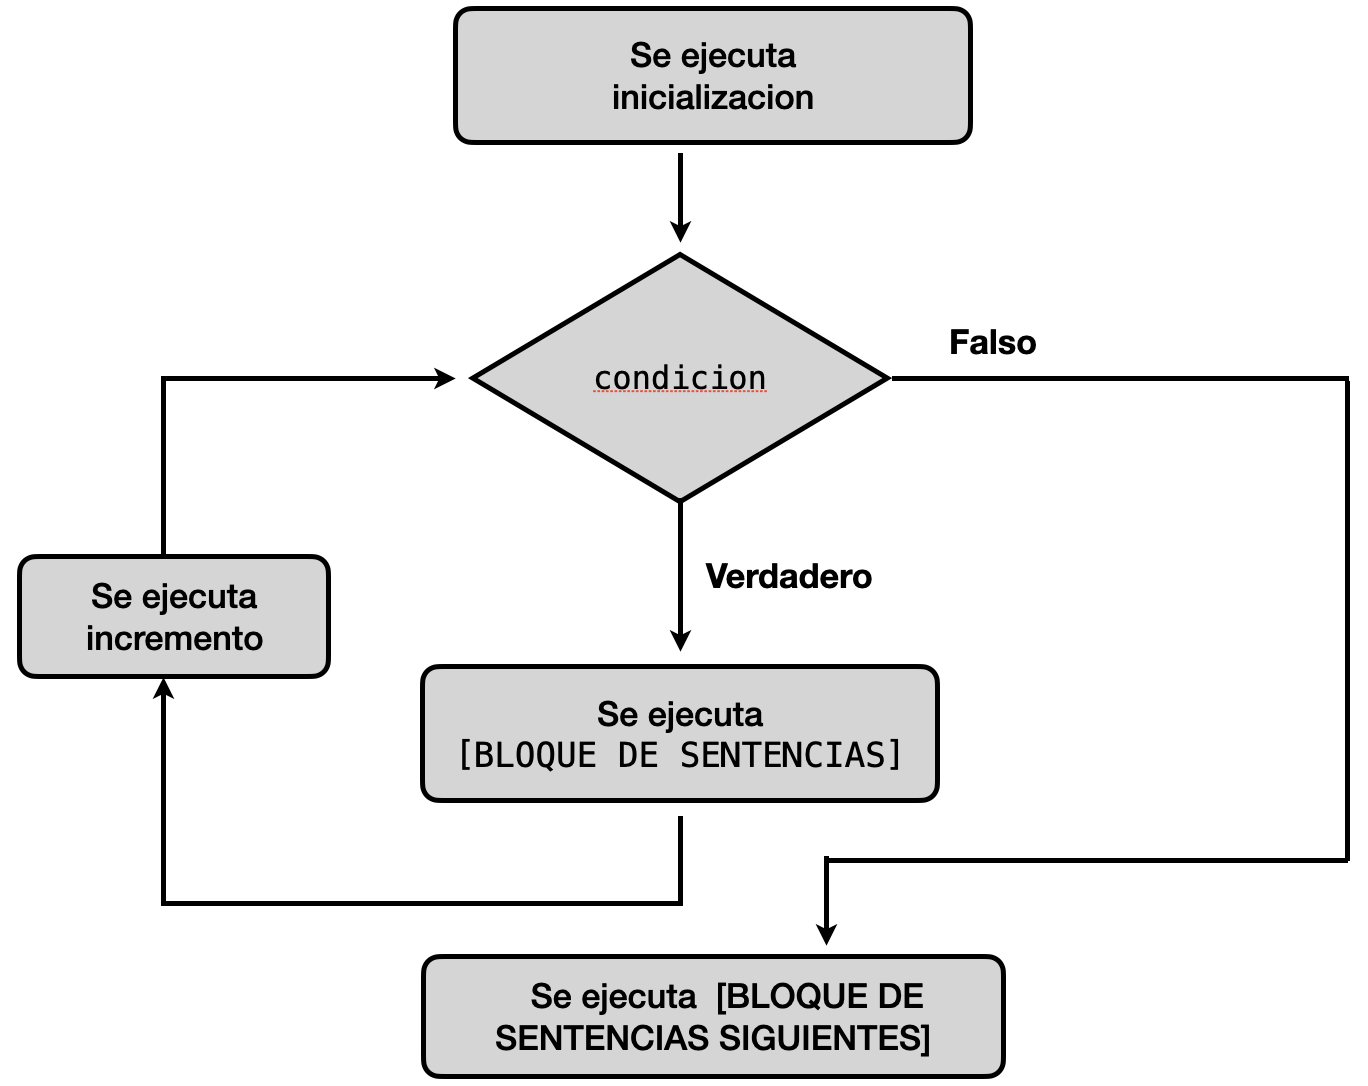 Se ejecuta
inicializacion
condicion
Falso
Verdadero
Se ejecuta
incremento
Se ejecuta
[BLOQUE DE SENTENCIAS]
Se ejecuta [BLOQUE DE
SENTENCIAS SIGUIENTES]